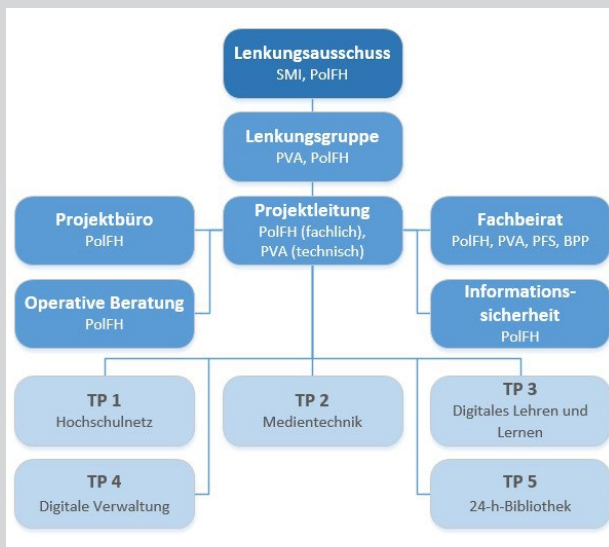 Lenkungsausschuss
SMI, PolFH
Lenkungsgruppe
PVA, PolFH
Projektbüro
PolFH
Projektleitung
PolFH (fachlich),
PVA (technisch)
Fachbeirat
PolFH, PVA, PFS, BPP
Operative Beratung
PolFH
Informations-
sicherheit
PolFH
TP 1
Hochschulnetz
TP 2
Medientechnik
TP 3
Digitales Lehren und
Lernen
TP 4
Digitale Verwaltung
TP 5
24-h-Bibliothek